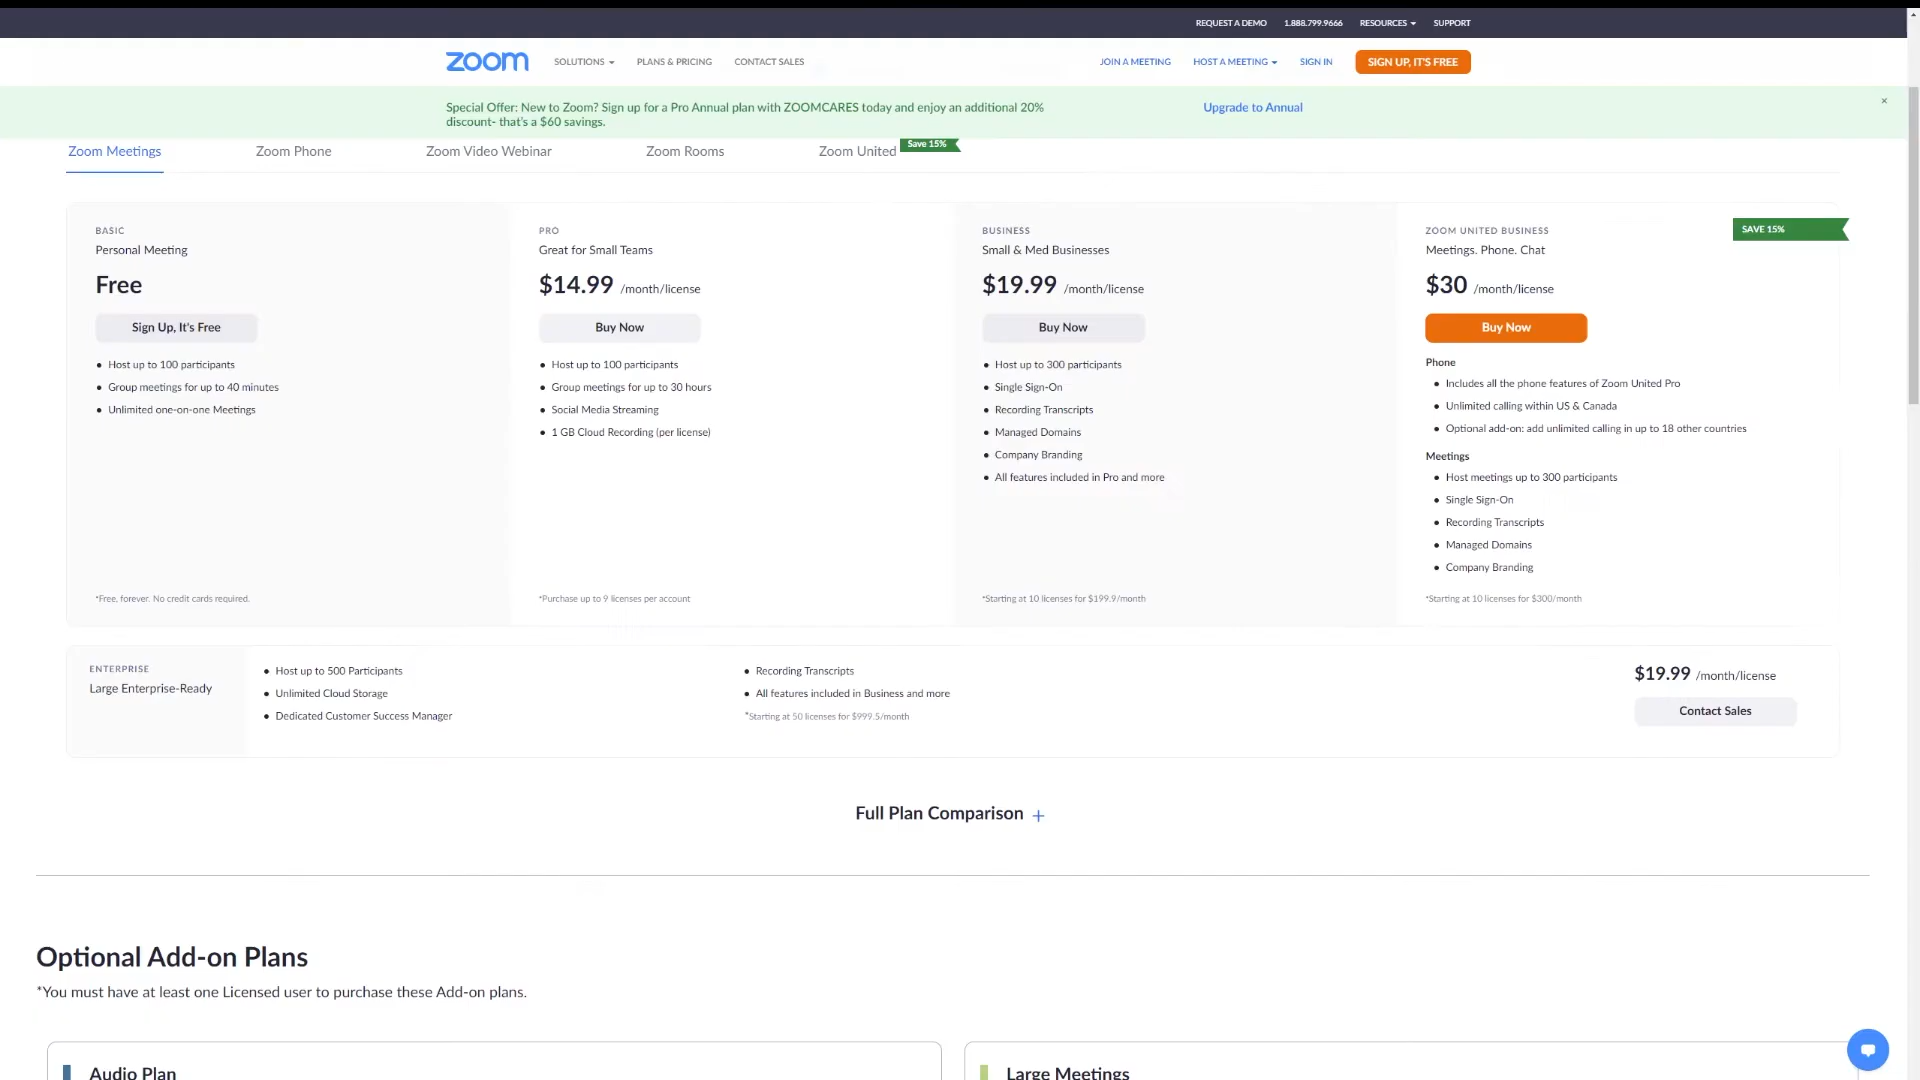 REQUEST A DEMO 1.888.799.9666 RESOURCES SUPPORT
zoom SOLUTIONS PLANS & PRICING CONTACT SALES JOIN A MEETING HOST A MEETING SIGN IN SIGN UP, IT'S FREE
Special Offer: New to Zoom? Sign up for a Pro Annual plan with ZOOMCARES today and enjoy an additional 20%
discount- that's a $60 savings.
Upgrade to Annual
×
Zoom Meetings Zoom Phone Zoom Video Webinar Zoom Rooms Zoom United Save 15%
BASIC
Personal Meeting
Free
Sign Up, It's Free
• Host up to 100 participants
• Group meetings for up to 40 minutes
• Unlimited one-on-one Meetings
*Free, forever. No credit cards required.
PRO
Great for Small Teams
$14.99 /month/license
Buy Now
• Host up to 100 participants
• Group meetings for up to 30 hours
• Social Media Streaming
• 1 GB Cloud Recording (per license)
*Purchase up to 9 licenses per account
BUSINESS
Small & Med Businesses
$19.99 /month/license
Buy Now
• Host up to 300 participants
• Single Sign-On
• Recording Transcripts
• Managed Domains
• Company Branding
• All features included in Pro and more
*Starting at 10 licenses for $199.9/month
ZOOM UNITED BUSINESS
SAVE 15%
Meetings. Phone. Chat
$30 /month/license
Buy Now
Phone
• Includes all the phone features of Zoom United Pro
• Unlimited calling within US & Canada
• Optional add-on: add unlimited calling in up to 18 other countries
Meetings
• Host meetings up to 300 participants
• Single Sign-On
• Recording Transcripts
• Managed Domains
• Company Branding
*Starting at 10 licenses for $300/month
ENTERPRISE
Large Enterprise-Ready
• Host up to 500 Participants
• Unlimited Cloud Storage
• Dedicated Customer Success Manager
• Recording Transcripts
• All features included in Business and more
*Starting at 50 licenses for $999.5/month
$19.99 /month/license
Contact Sales
Full Plan Comparison +
Optional Add-on Plans
*You must have at least one Licensed user to purchase these Add-on plans.
Audio Plan
Large Meetings